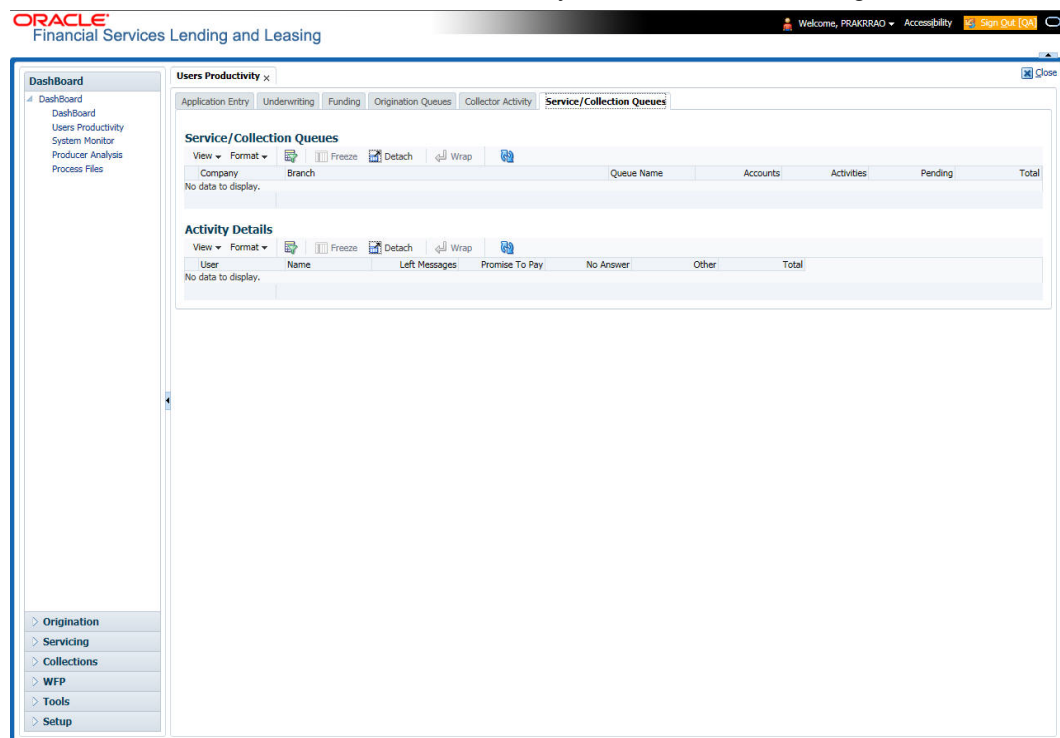 ORACLE
Financial Services Lending and Leasing
Welcome, PRAKRRAO Accessibility Sign Out [QA]
Close
DashBoard
DashBoard
DashBoard
Users Productivity
System Monitor
Producer Analysis
Process Files
Users Productivity ×
Application Entry Underwriting Funding Origination Queues Collector Activity Service/Collection Queues
Service/Collection Queues
View Format Freeze Detach Wrap
Company Branch Queue Name Accounts Activities Pending Total
No data to display.
Activity Details
View Format Freeze Detach Wrap
User Name Left Messages Promise To Pay No Answer Other Total
No data to display.
Origination
Servicing
Collections
WFP
Tools
Setup